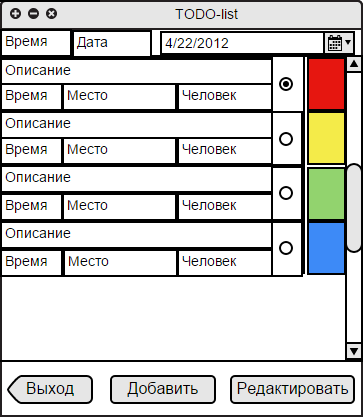 TODO-list
Время Дата 4/22/2012
Описание
Время Место Человек
Описание
Время Место Человек
Описание
Время Место Человек
Описание
Время Место Человек
Выход Добавить Редактировать